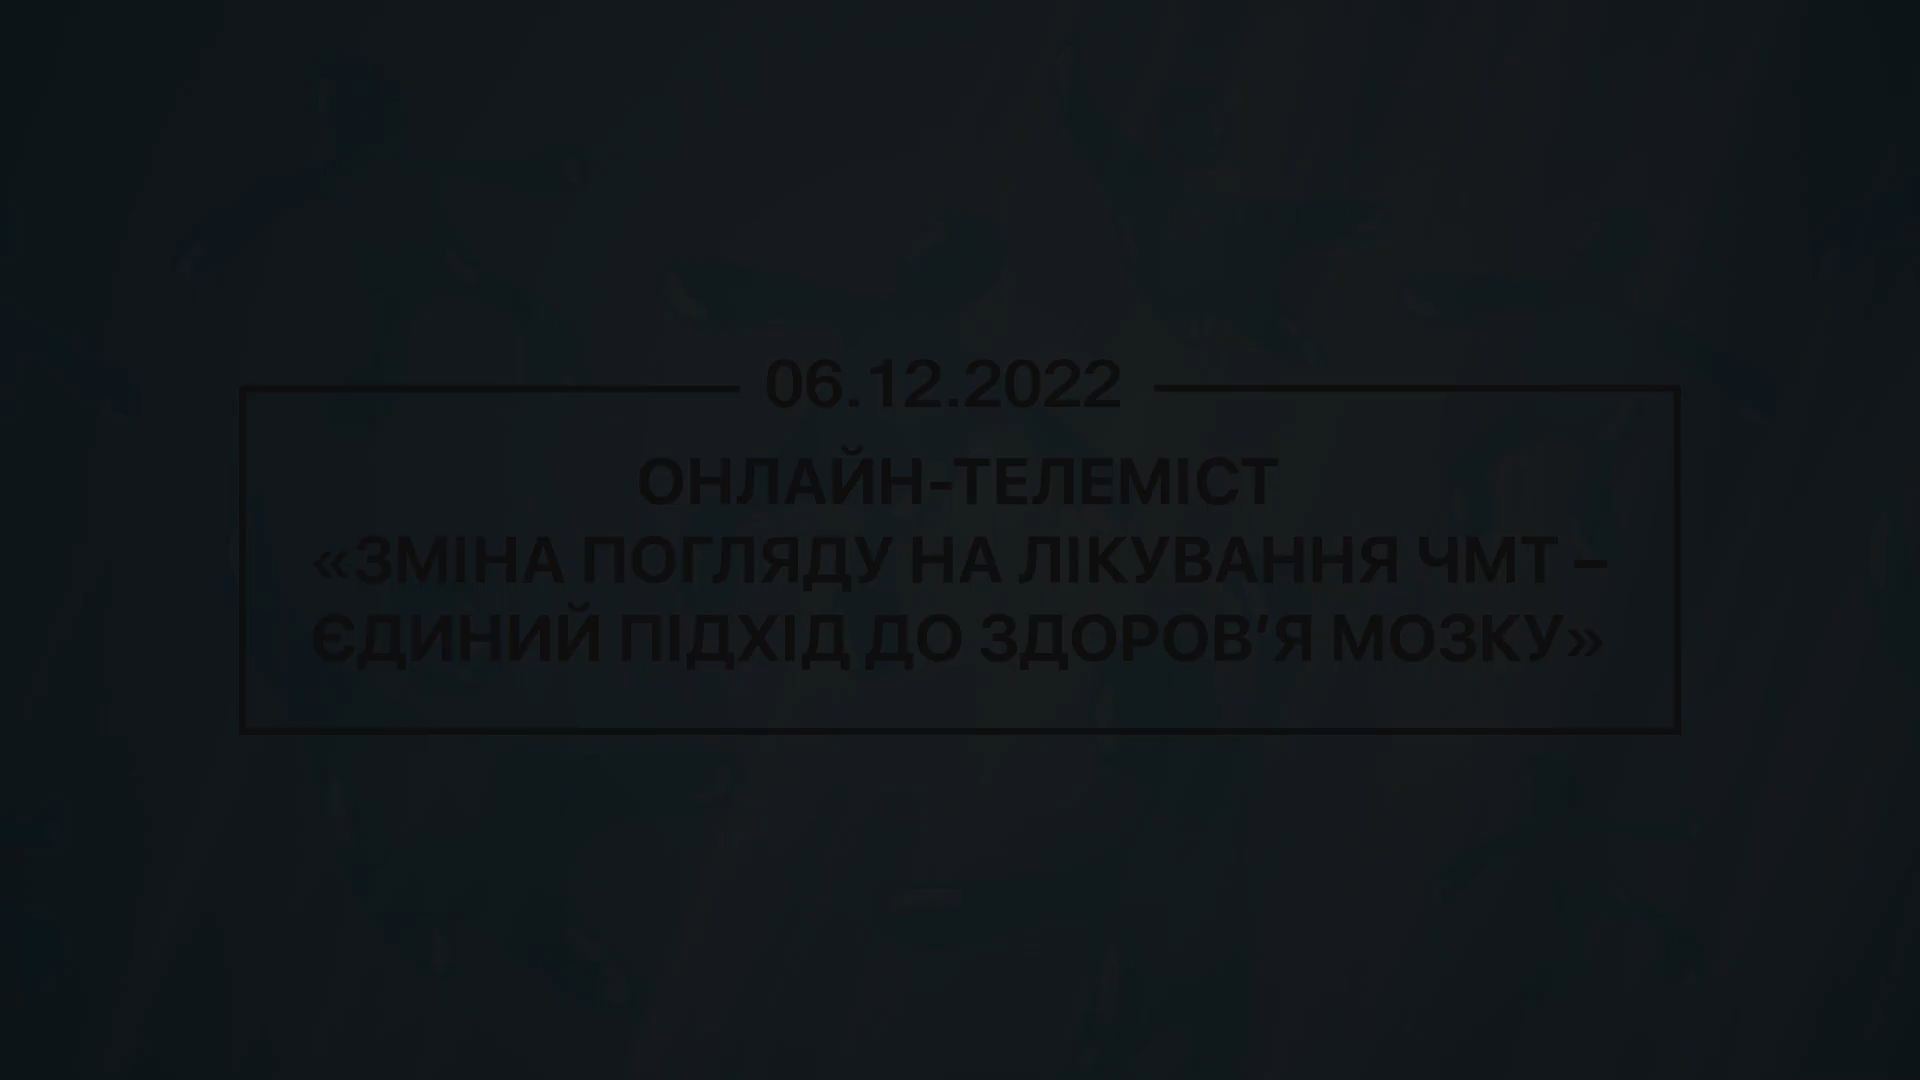 06.12.2022
ОНЛАЙН-ТЕЛЕМІСТ
«ЗМІНА ПОГЛЯДУ НА ЛІКУВАННЯ ЧМТ –
ЄДИНИЙ ПІДХІД ДО ЗДОРОВ’Я МОЗКУ»